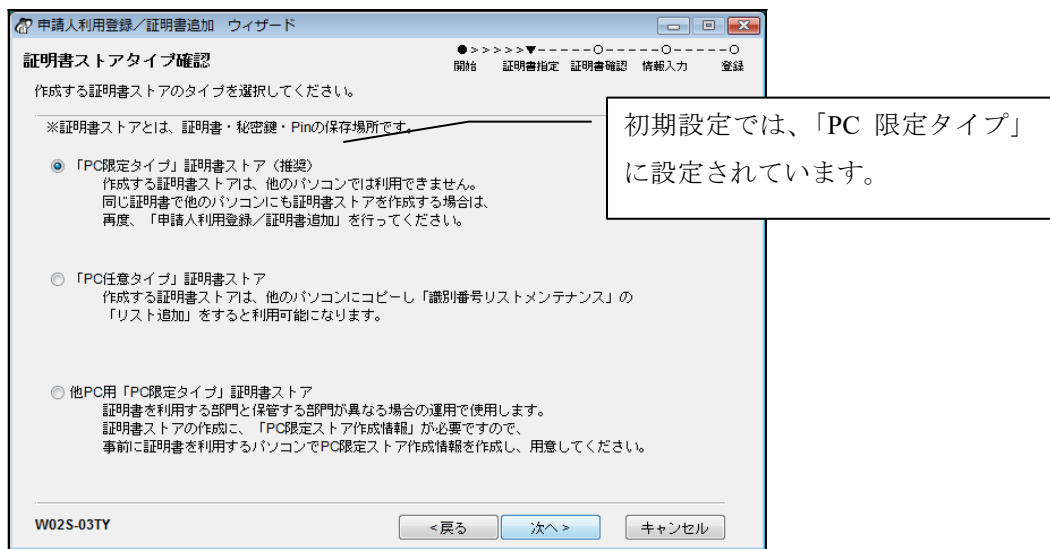 申請人利用登録／証明書追加　ウィザード
証明書ストアタイプ確認
●>>>>>▼-----○-----○-----○
開始　証明書指定　証明書確認　情報入力　登録
作成する証明書ストアのタイプを選択してください。
※証明書ストアとは、証明書・秘密鍵・Pinの保存場所です。
初期設定では、「PC 限定タイプ」
に設定されています。
「PC限定タイプ」証明書ストア（推奨）
作成する証明書ストアは、他のパソコンでは利用できません。
同じ証明書で他のパソコンにも証明書ストアを作成する場合は、
再度、「申請人利用登録／証明書追加」を行ってください。
「PC任意タイプ」証明書ストア
作成する証明書ストアは、他のパソコンにコピーし「識別番号リストメンテナンス」の
「リスト追加」をすると利用可能になります。
他PC用「PC限定タイプ」証明書ストア
証明書を利用する部門と保管する部門が異なる場合の運用で使用します。
証明書ストアの作成に、「PC限定ストア作成情報」が必要ですので、
事前に証明書を利用するパソコンでPC限定ストア作成情報を作成し、用意してください。
W02S-03TY
<戻る　次へ>　キャンセル